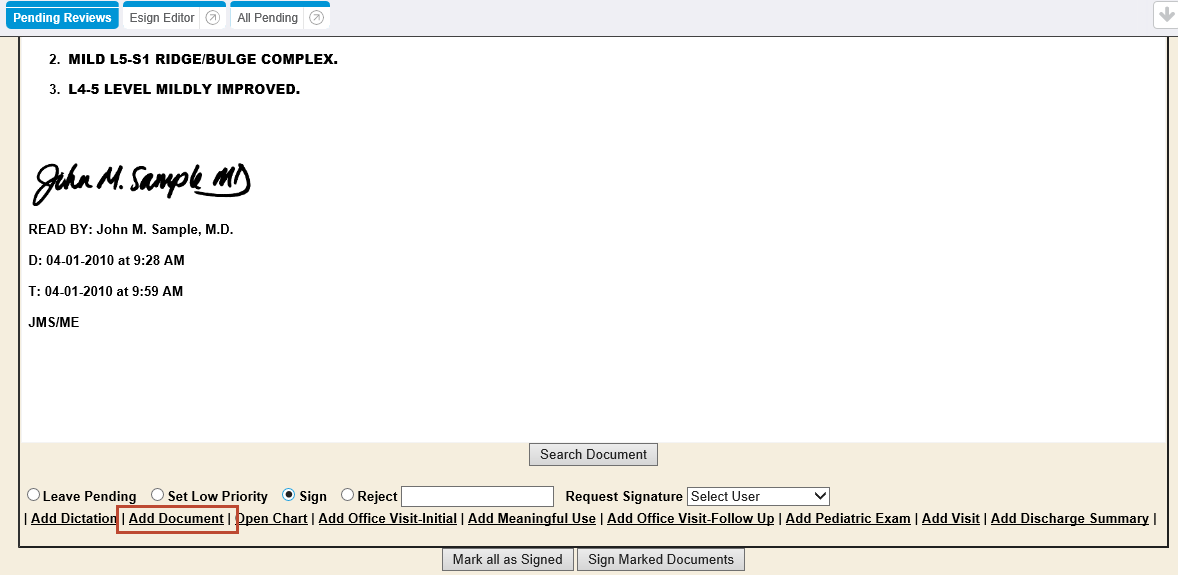 Pending Reviews Esign Editor All Pending
2. MILD L5-S1 RIDGE/BULGE COMPLEX.
3. L4-5 LEVEL MILDLY IMPROVED.
John M. Sample MD
READ BY: John M. Sample, M.D.
D: 04-01-2010 at 9:28 AM
T: 04-01-2010 at 9:59 AM
JMS/ME
Search Document
Leave Pending Set Low Priority Sign Reject Request Signature Select User
| Add Dictation | Add Document | Open Chart | Add Office Visit-Initial | Add Meaningful Use | Add Office Visit-Follow Up | Add Pediatric Exam | Add Visit | Add Discharge Summary |
Mark all as Signed Sign Marked Documents